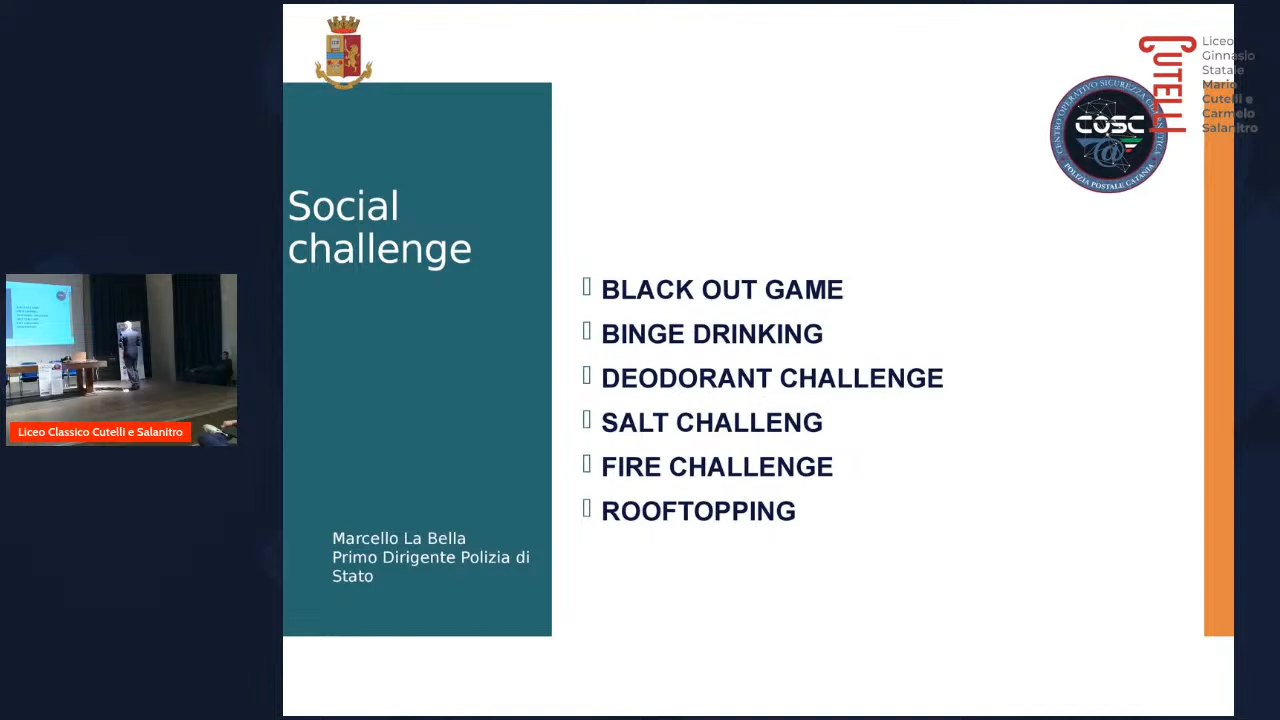 Social
challenge
Marcello La Bella
Primo Dirigente Polizia di
Stato
BLACK OUT GAME
BINGE DRINKING
DEODORANT CHALLENGE
SALT CHALLENG
FIRE CHALLENGE
ROOFTOPPING
COSC
POLIZIA POSTALE CATANIA
CUTELLI
Liceo
Ginnasio
Statale
Mario
Cutelli e
Carmelo
Salanitro
Liceo Classico Cutelli e Salanitro